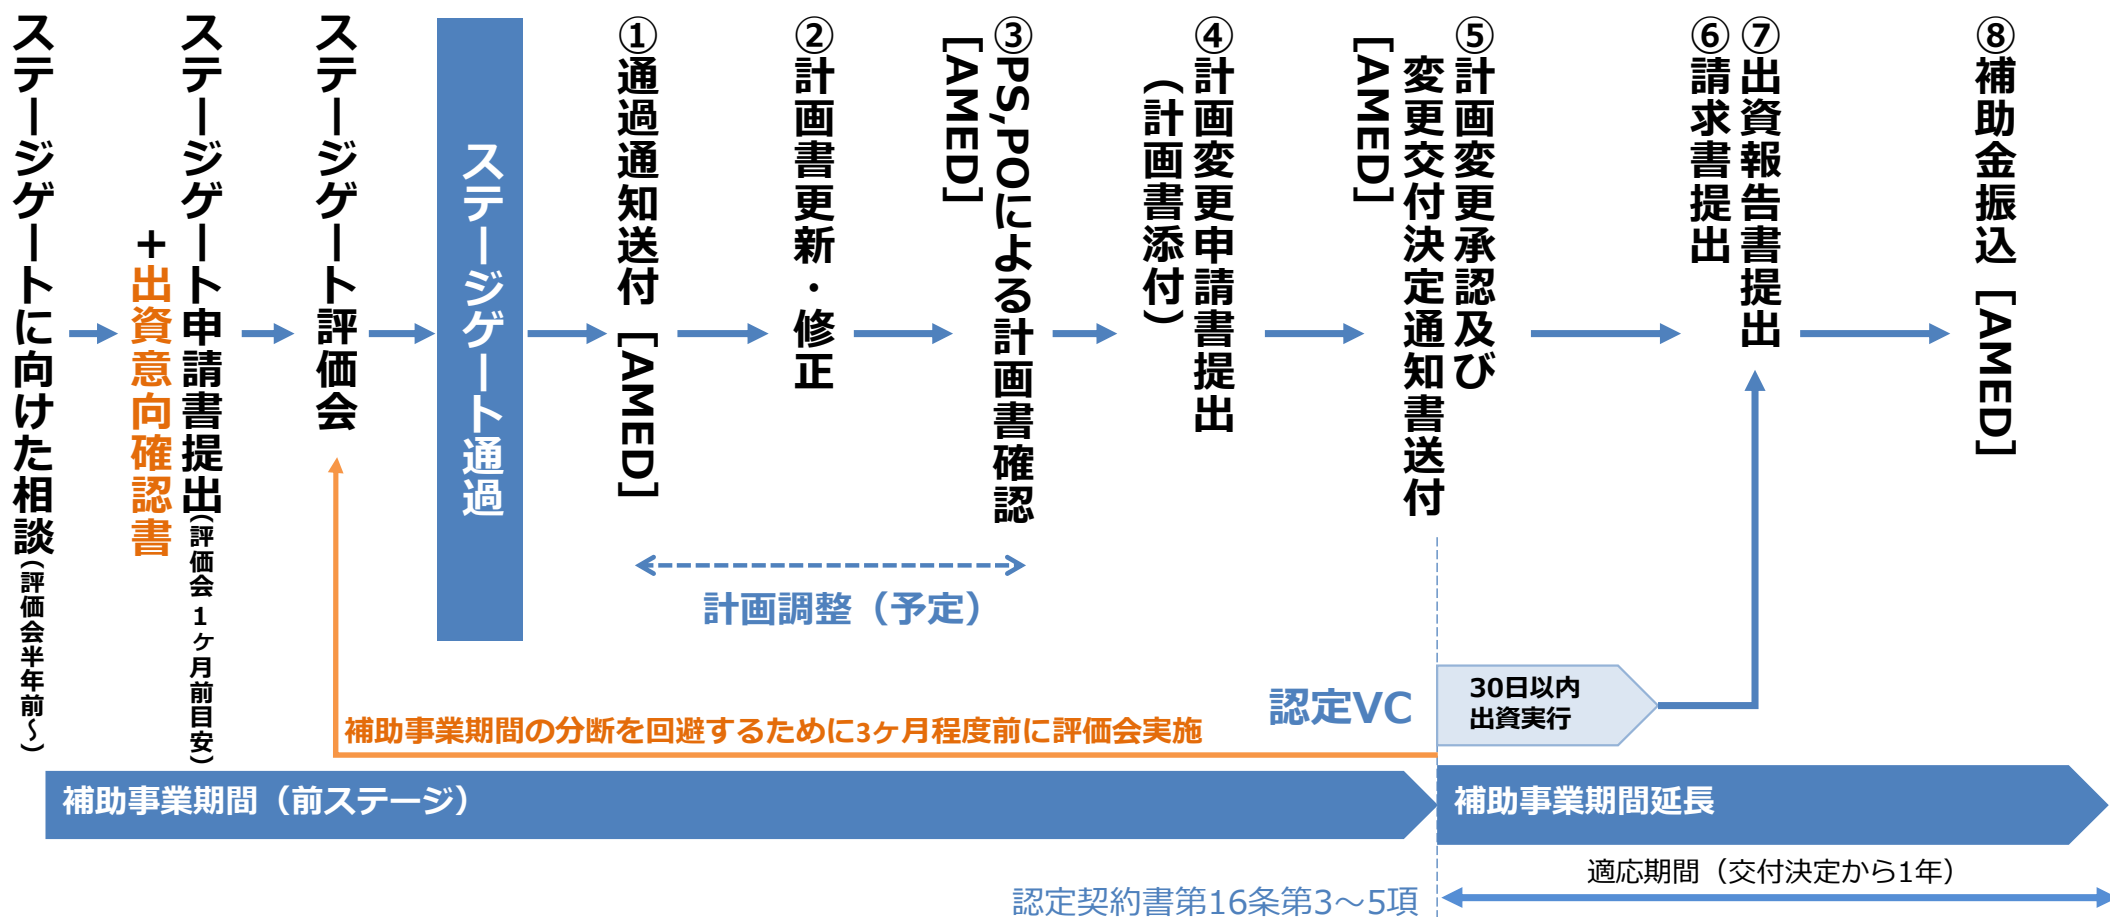 ステージゲートに向けた相談(評価会半年前～)
ステージゲート申請書提出(評価会1ケ月前目安)
＋出資意向確認書
ステージゲート評価会
ステージゲート通過
①通過通知送付［AMED］
②計画書更新・修正
③PS,POによる計画書確認
［AMED］
④計画変更申請書提出
（計画書添付）
⑤計画変更承認及び
変更交付決定通知書送付
［AMED］
⑥請求書提出
⑦出資報告書提出
⑧補助金振込［AMED］
計画調整（予定）
認定VC
30日以内
出資実行
補助事業期間の分断を回避するために3ヶ月程度前に評価会実施
補助事業期間（前ステージ）
補助事業期間延長
適応期間（交付決定から1年）
認定契約書第16条第3～5項